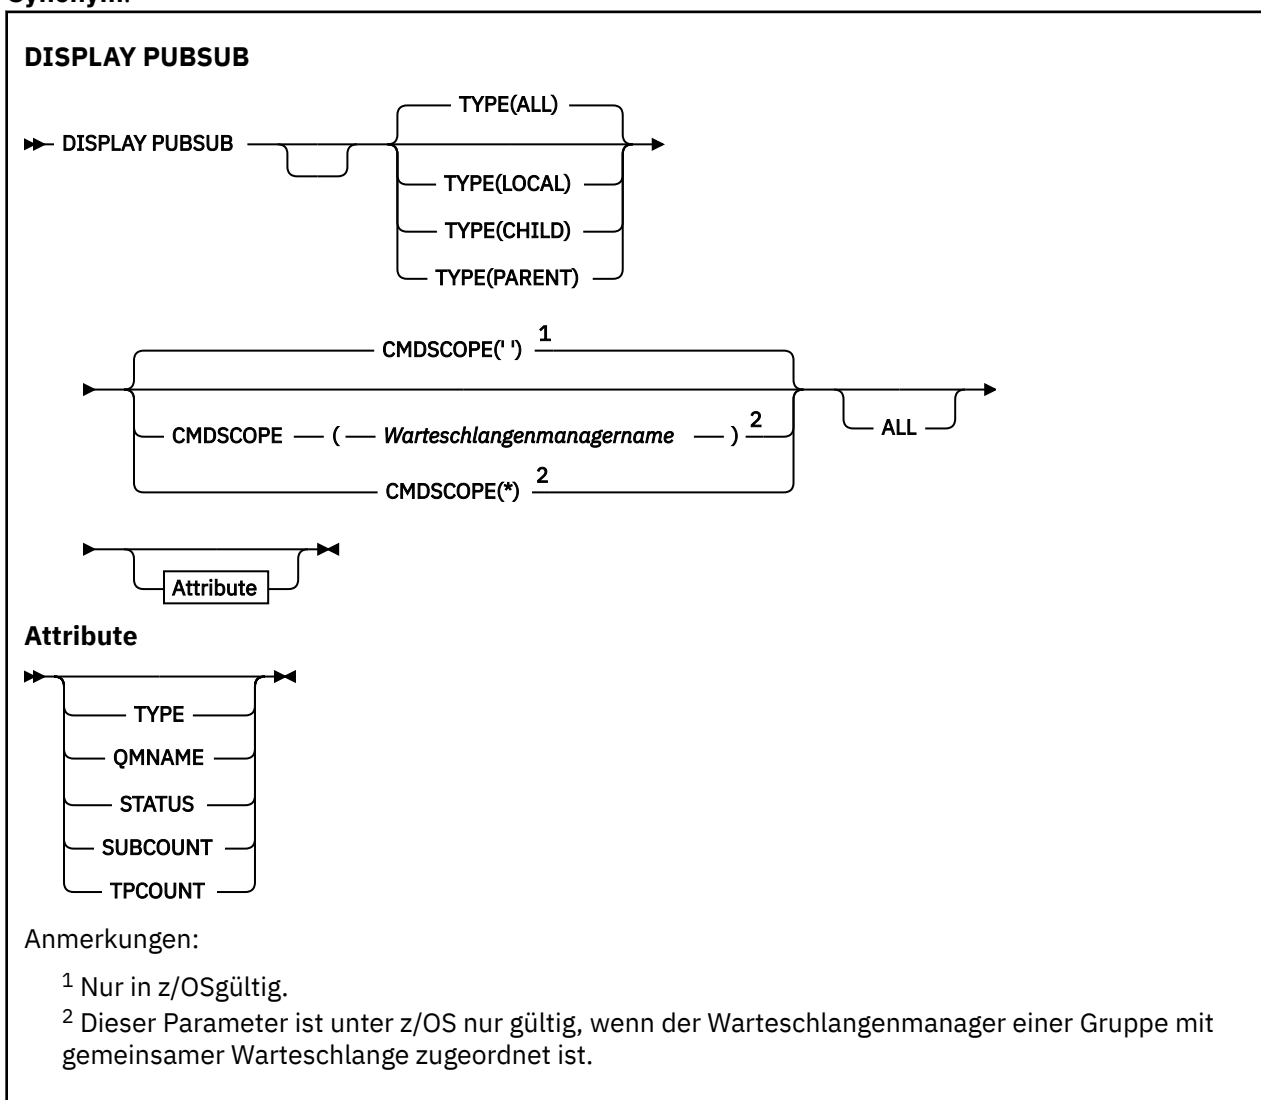 DISPLAY PUBSUB
TYPE(ALL)
DISPLAY PUBSUB
TYPE(LOCAL)
TYPE(CHILD)
TYPE(PARENT)
CMDSCOPE(' ') 1
CMDSCOPE ( Warteschlangenmanagername ) 2
ALL
CMDSCOPE(*) 2
Attribute
Attribute
TYPE
QMNAME
STATUS
SUBCOUNT
TPCOUNT
Anmerkungen:
1 Nur in z/OSgültig.
2 Dieser Parameter ist unter z/OS nur gültig, wenn der Warteschlangenmanager einer Gruppe mit
gemeinsamer Warteschlange zugeordnet ist.